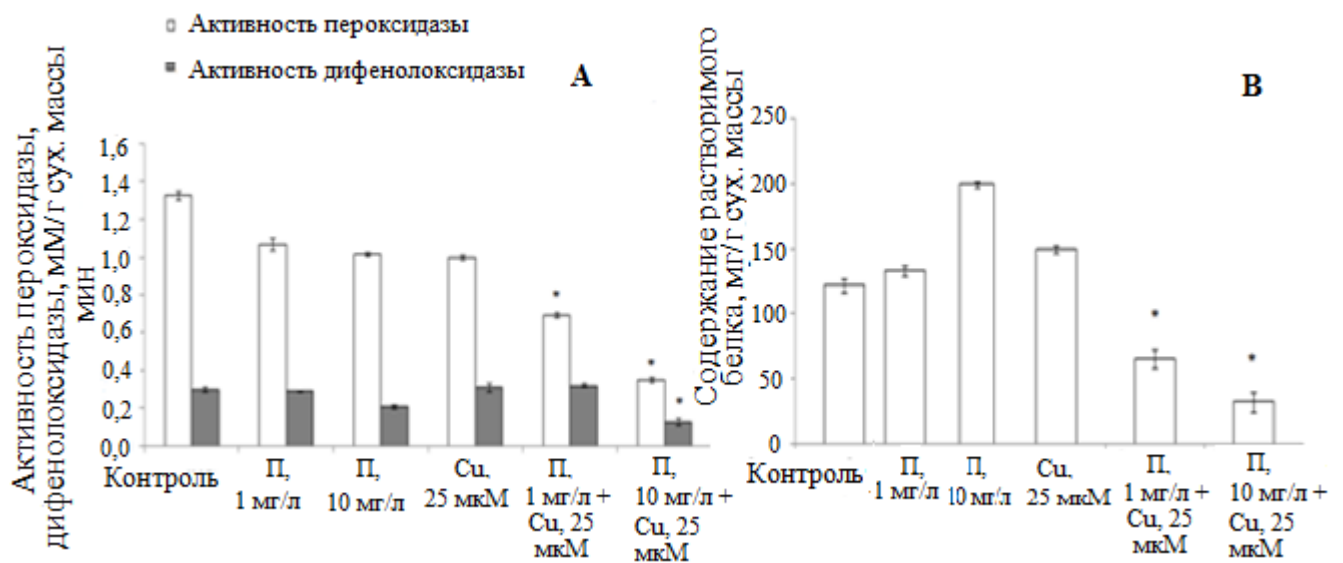 Активность пероксидазы
Активность дифенолоксидазы
A
Активность пероксидазы,
дифенолоксидазы, мМ/г сух. массы
мин
1,6
1,4
1,2
1,0
0,8
0,6
0,4
0,2
0,0
*
*
*
Контроль
П,
1 мг/л
П,
10 мг/л
Cu,
25 мкМ
П,
1 мг/л +
Cu, 25
мкМ
П,
10 мг/л +
Cu, 25
мкМ
B
Содержание растворимого
белка, мг/г сух. массы
250
200
150
100
50
0
*
*
Контроль
П,
1 мг/л
П,
10 мг/л
Cu,
25 мкМ
П,
1 мг/л +
Cu, 25
мкМ
П,
10 мг/л +
Cu, 25
мкМ